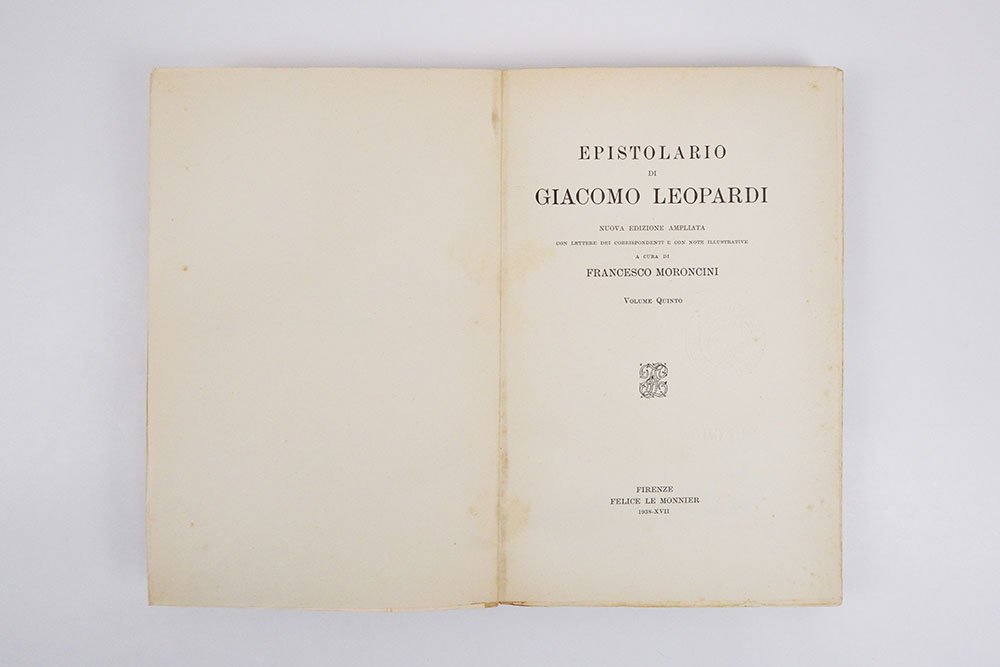 EPISTOLARIO
DI
GIACOMO LEOPARDI
NUOVA EDIZIONE AMPLIATA
CON LETTERE DEI CORRISPONDENTI E CON NOTE ILLUSTRATIVE
A CURA DI
FRANCESCO MORONCINI
VOLUME QUINTO
FIRENZE
FELICE LE MONNIER
1938-XVII